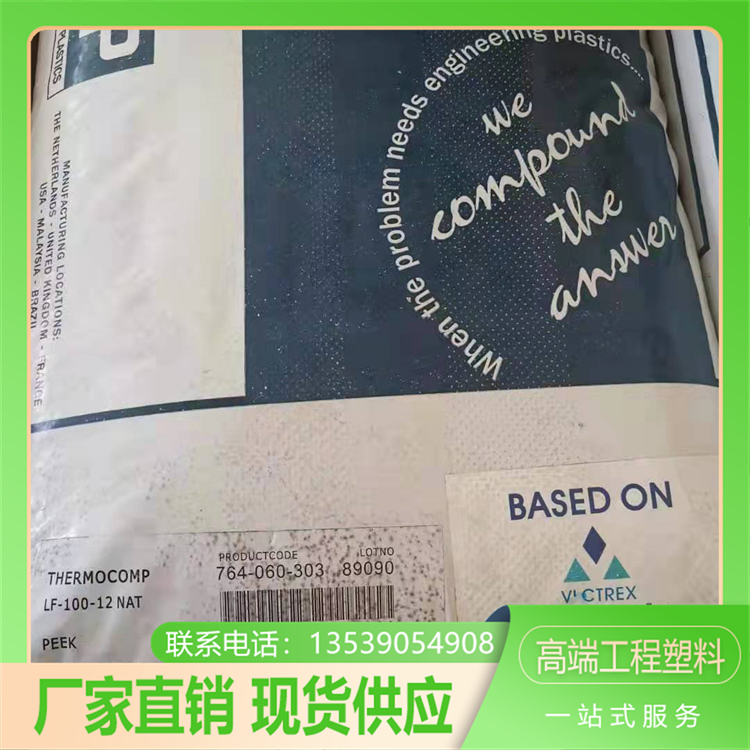 PLASTICS
MANUFACTURING LOCATIONS:
THE NETHERLANDS - UNITED KINGDOM - FRANCE
USA - MALAYSIA - BRAZIL
When the problem needs engineering plastics....
we
compound
the
answer
BASED ON
VICTREX
PRODUCTCODE
LOTNO
THERMOCOMP
764-060-303
89090
LF-100-12 NAT
PEEK
联系电话：13539054908
高端工程塑料
厂家直销 现货供应
一站式服务